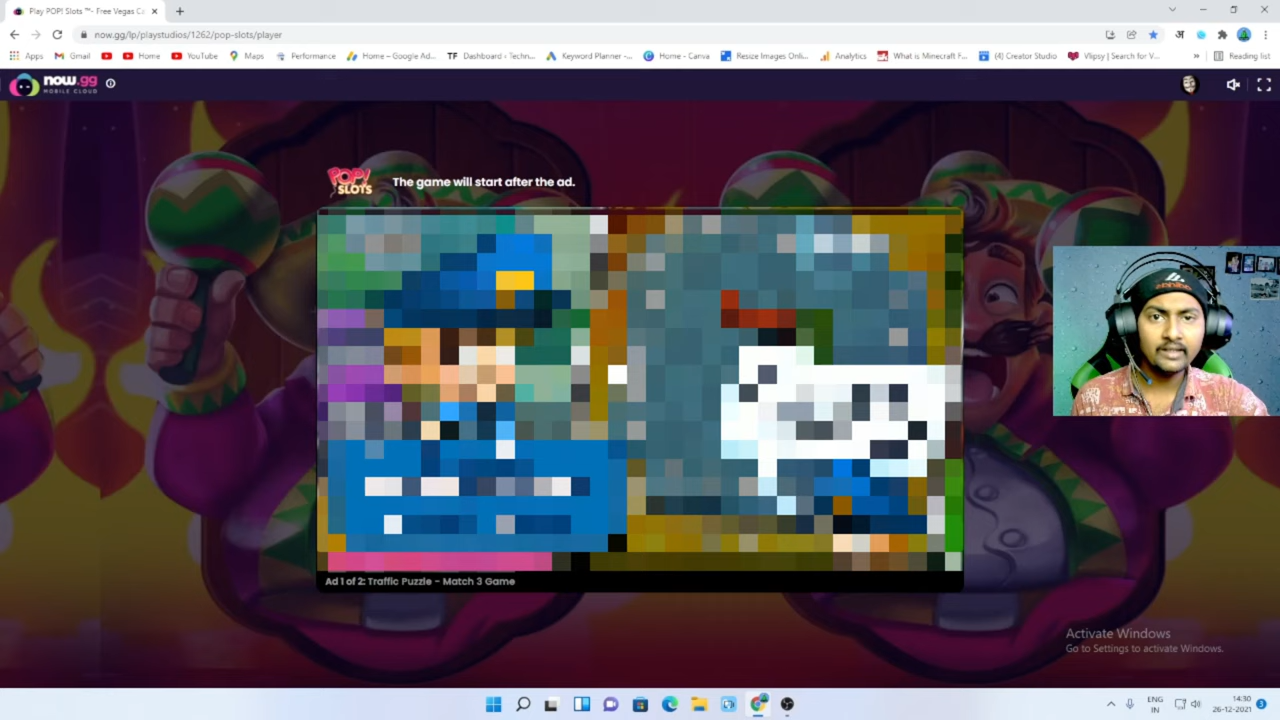 Play POP! Slots ™- Free Vegas C
now.gg/lp/playstudios/1262/pop-slots/player
Apps
Gmail
Home
YouTube
Maps
Performance
Home – Google Ad...
TF Dashboard ‹ Techn...
Keyword Planner -...
Home - Canva
Resize Images Onli...
Analytics
What is Minecraft F...
(4) Creator Studio
Vlipsy | Search for V...
»
Reading list
now.gg
MOBILE CLOUD
POP!
SLOTS
The game will start after the ad.
Ad 1 of 2: Traffic Puzzle - Match 3 Game
Activate Windows
Go to Settings to activate Windows.
ENG
IN
14:30
26-12-2021
3